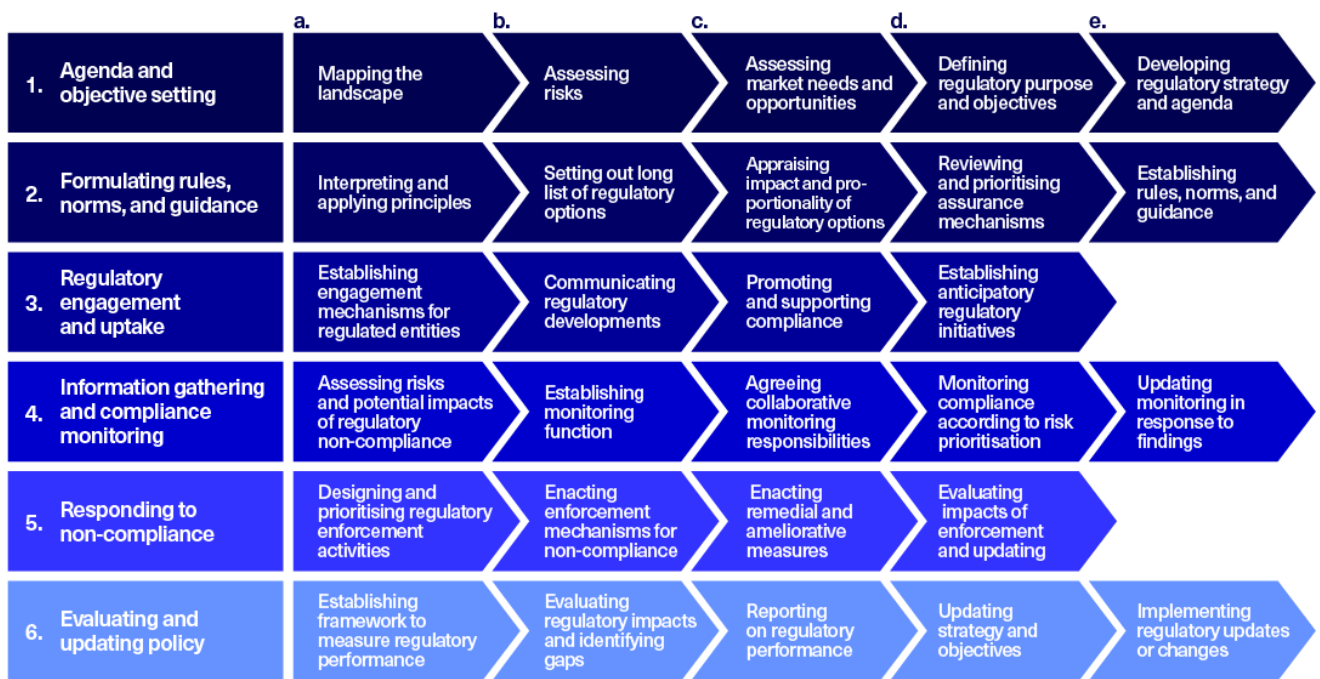 a. b. c. d. e.
1. Agenda and
objective setting
Mapping the
landscape
Assessing
risks
Assessing
market needs and
opportunities
Defining
regulatory purpose
and objectives
Developing
regulatory strategy
and agenda
2. Formulating rules,
norms, and guidance
Interpreting and
applying principles
Setting out long
list of regulatory
options
Appraising
impact and pro-
portionality of
regulatory options
Reviewing
and prioritising
assurance
mechanisms
Establishing
rules, norms, and
guidance
3. Regulatory
engagement
and uptake
Establishing
engagement
mechanisms for
regulated entities
Communicating
regulatory
developments
Promoting
and supporting
compliance
Establishing
anticipatory
regulatory
initiatives
4. Information gathering
and compliance
monitoring
Assessing risks
and potential impacts
of regulatory
non-compliance
Establishing
monitoring
function
Agreeing
collaborative
monitoring
responsibilities
Monitoring
compliance
according to risk
prioritisation
Updating
monitoring in
response to
findings
5. Responding to
non-compliance
Designing and
prioritising regulatory
enforcement
activities
Enacting
enforcement
mechanisms for
non-compliance
Enacting
remedial and
ameliorative
measures
Evaluating
impacts of
enforcement
and updating
6. Evaluating and
updating policy
Establishing
framework to
measure regulatory
performance
Evaluating
regulatory impacts
and identifying
gaps
Reporting
on regulatory
performance
Updating
strategy and
objectives
Implementing
regulatory updates
or changes